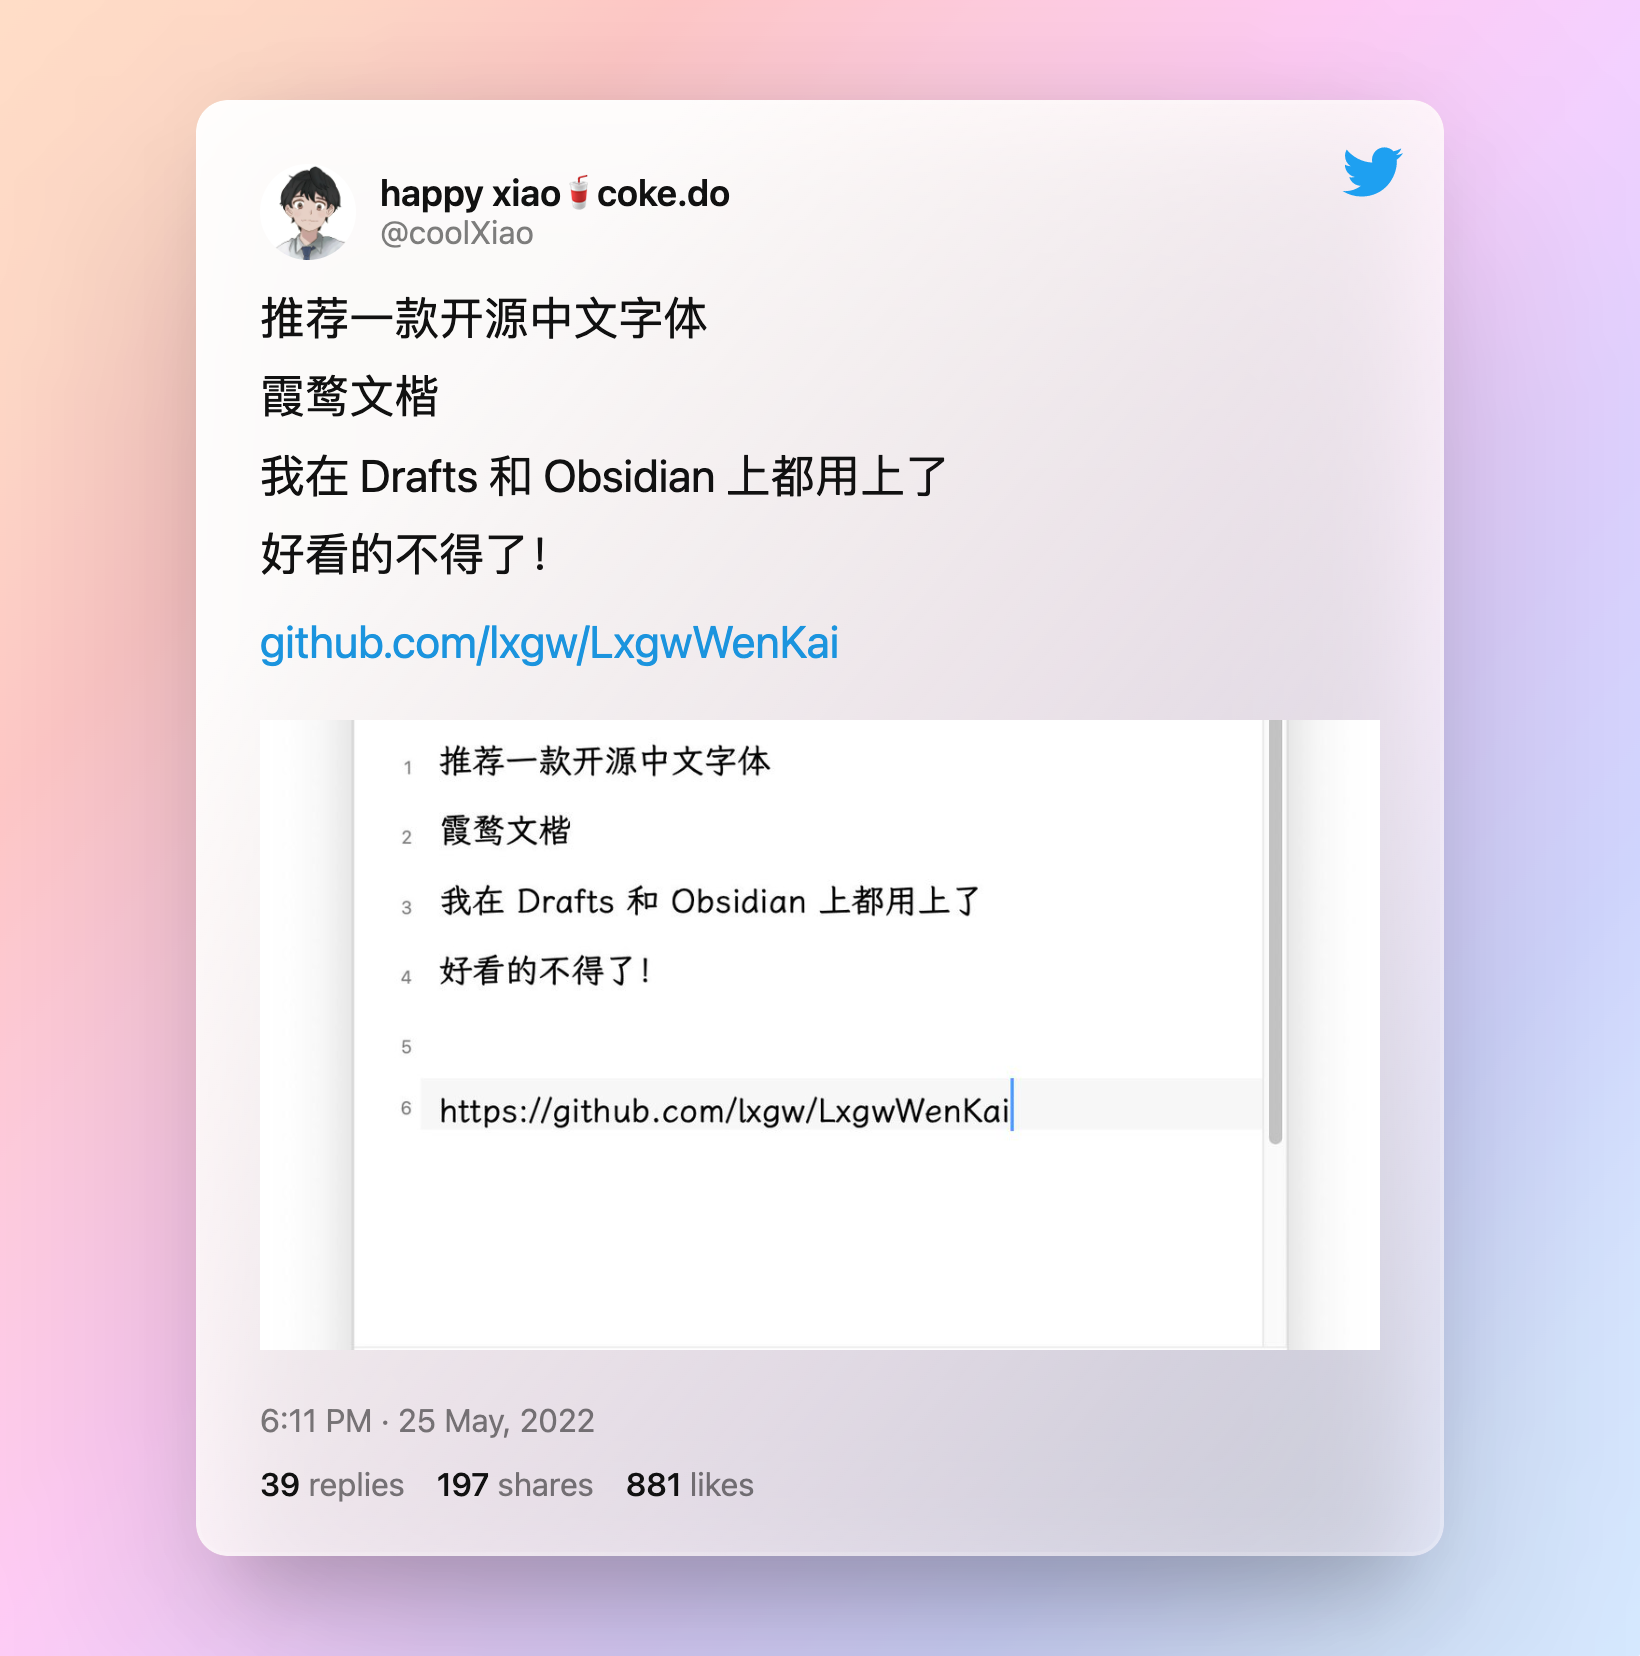 happy xiao🥤coke.do
@coolXiao
推荐一款开源中文字体
霞鹜文楷
我在 Drafts 和 Obsidian 上都用上了
好看的不得了！
github.com/lxgw/LxgwWenKai
1 推荐一款开源中文字体
2 霞鹜文楷
3 我在 Drafts 和 Obsidian 上都用上了
4 好看的不得了！
5
6 https://github.com/lxgw/LxgwWenKai
6:11 PM · 25 May, 2022
39 replies 197 shares 881 likes